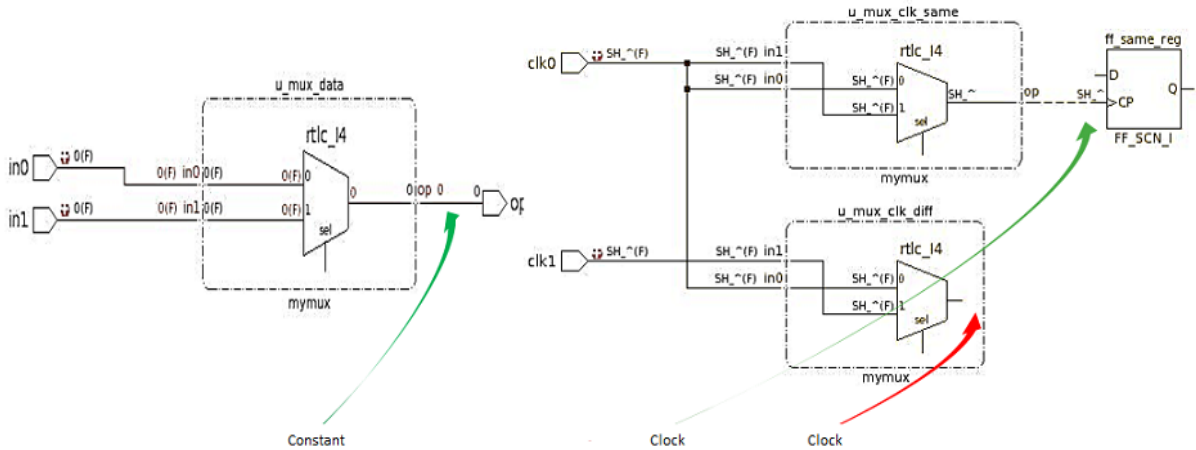 u_mux_data
rtlc_I4
in0 0(F) 0(F) in0 0(F) 0(F) 0
0 0 op 0 0 op
in1 0(F) 0(F) in1 0(F) 0(F) 1
sel
mymux
Constant
u_mux_clk_same
rtlc_I4
clk0 SH_^(F) SH_^(F) in1
SH_^(F) in0 SH_^(F) 0
SH_^ op SH_^ CP
SH_^(F) 1
sel
mymux
ff_same_reg
D
Q
FF_SCN_I
u_mux_clk_diff
rtlc_I4
clk1 SH_^(F) SH_^(F) in1
SH_^(F) in0 SH_^(F) 0
SH_^(F) 1
sel
mymux
Clock
Clock